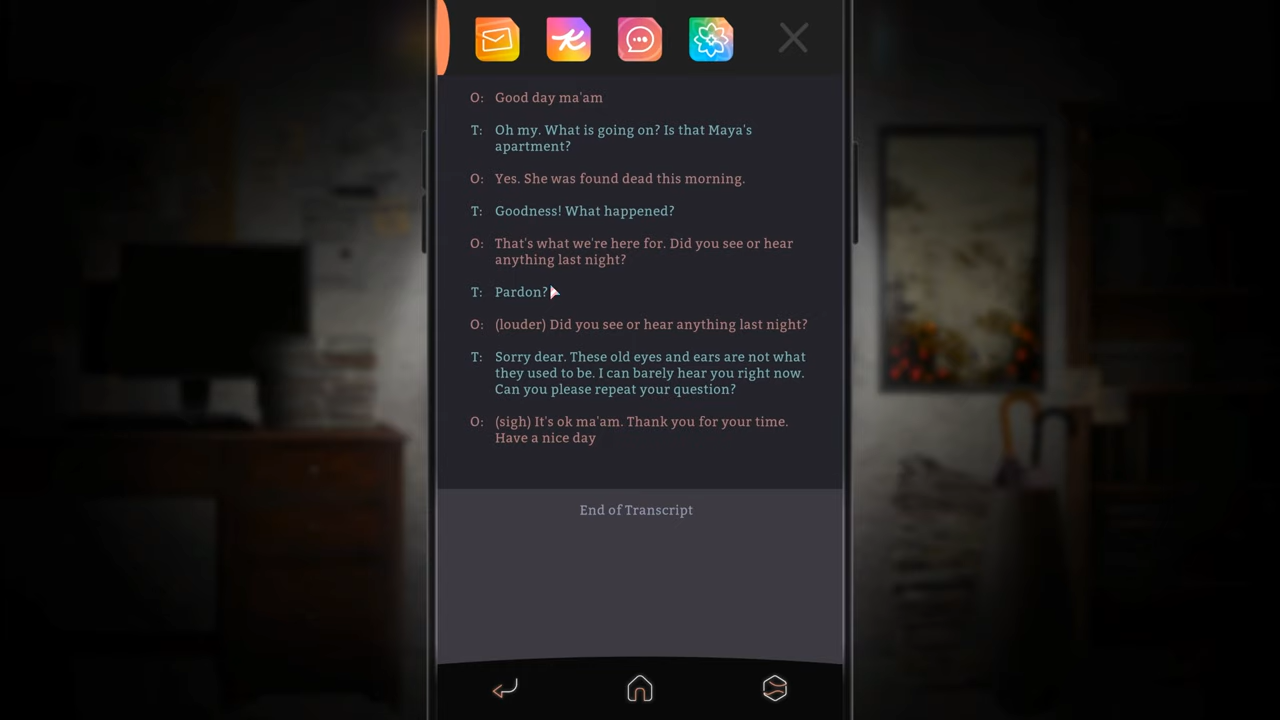 O: Good day ma'am
T: Oh my. What is going on? Is that Maya's
apartment?
O: Yes. She was found dead this morning.
T: Goodness! What happened?
O: That's what we're here for. Did you see or hear
anything last night?
T: Pardon?
O: (louder) Did you see or hear anything last night?
T: Sorry dear. These old eyes and ears are not what
they used to be. I can barely hear you right now.
Can you please repeat your question?
O: (sigh) It's ok ma'am. Thank you for your time.
Have a nice day
End of Transcript